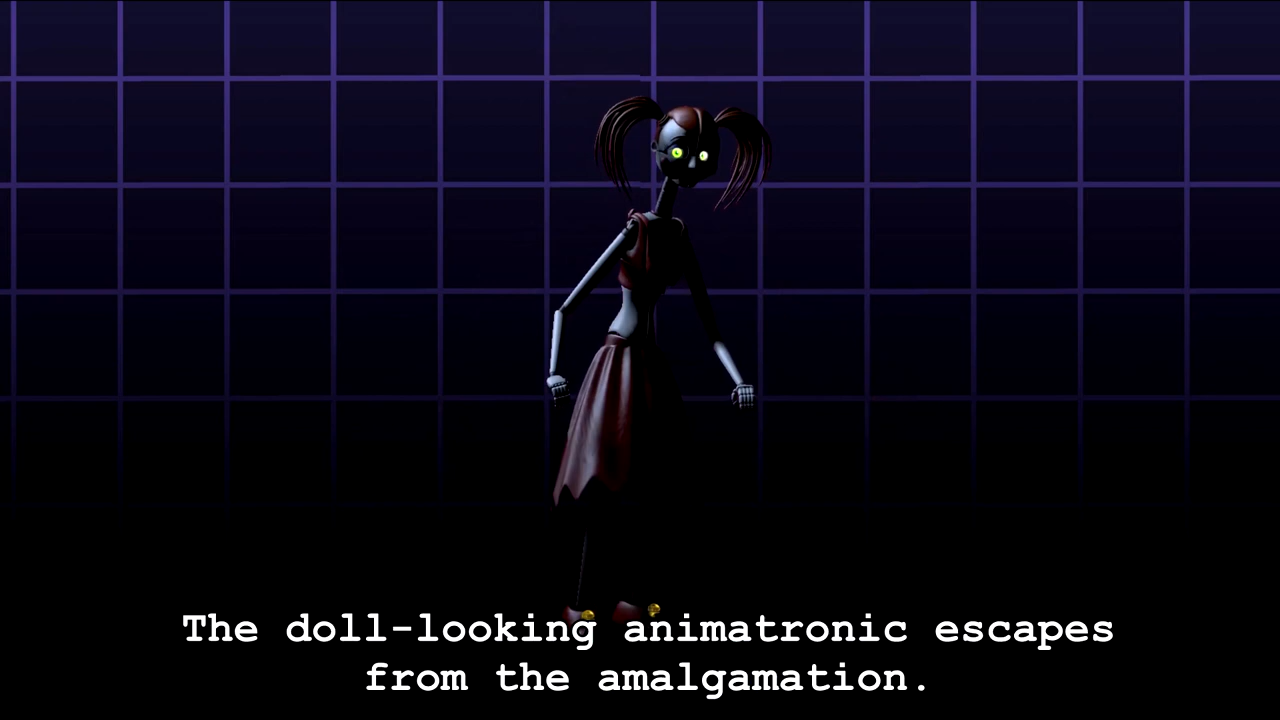 The doll-looking animatronic escapes
from the amalgamation.